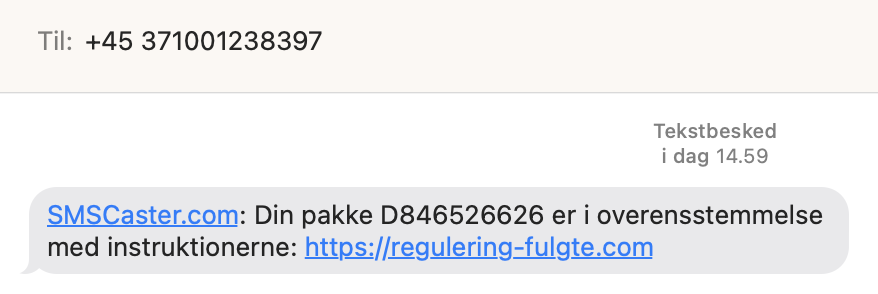 Til: +45 371001238397
Tekstbesked
i dag 14.59
SMSCaster.com: Din pakke D846526626 er i overensstemmelse
med instruktionerne: https://regulering-fulgte.com